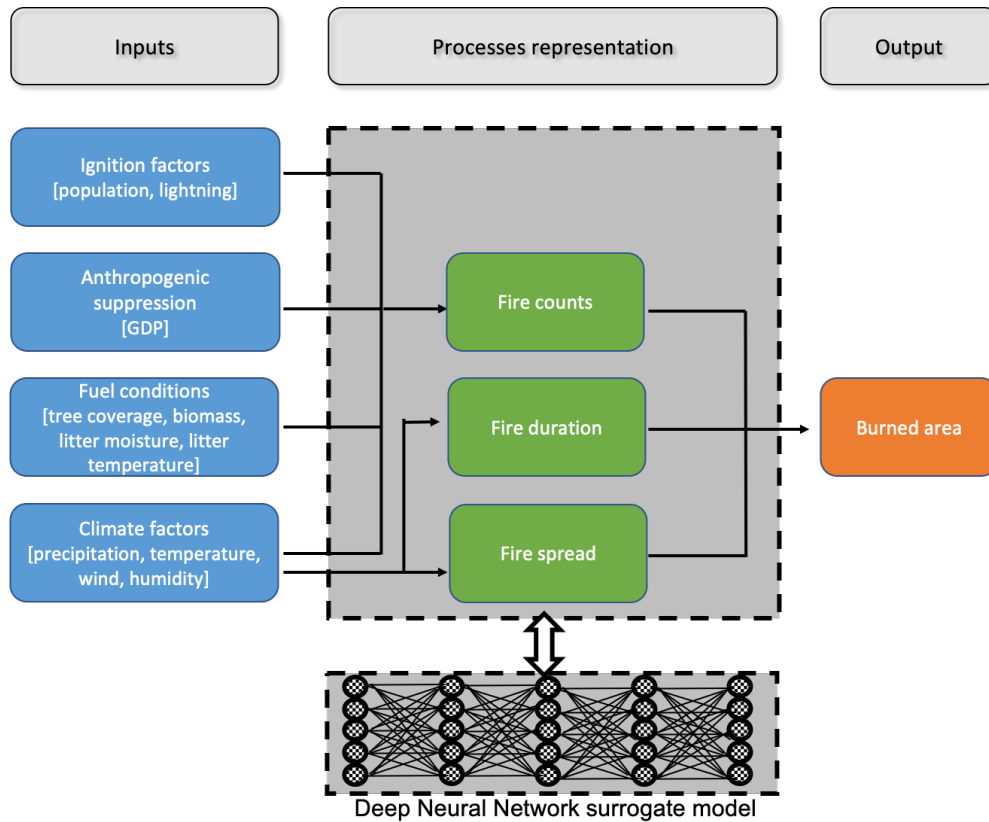 Inputs
Processes representation
Output
Ignition factors
[population, lightning]
Anthropogenic
suppression
[GDP]
Fuel conditions
[tree coverage, biomass,
litter moisture, litter
temperature]
Climate factors
[precipitation, temperature,
wind, humidity]
Fire counts
Fire duration
Fire spread
Burned area
Deep Neural Network surrogate model